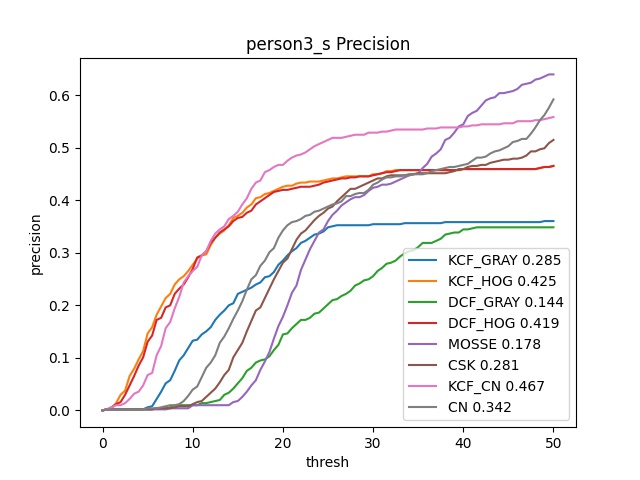 person3_s Precision
precision
0.6
0.5
0.4
0.3
0.2
0.1
0.0
KCF_GRAY 0.285
KCF_HOG 0.425
DCF_GRAY 0.144
DCF_HOG 0.419
MOSSE 0.178
CSK 0.281
KCF_CN 0.467
CN 0.342
0 10 20 30 40 50
thresh